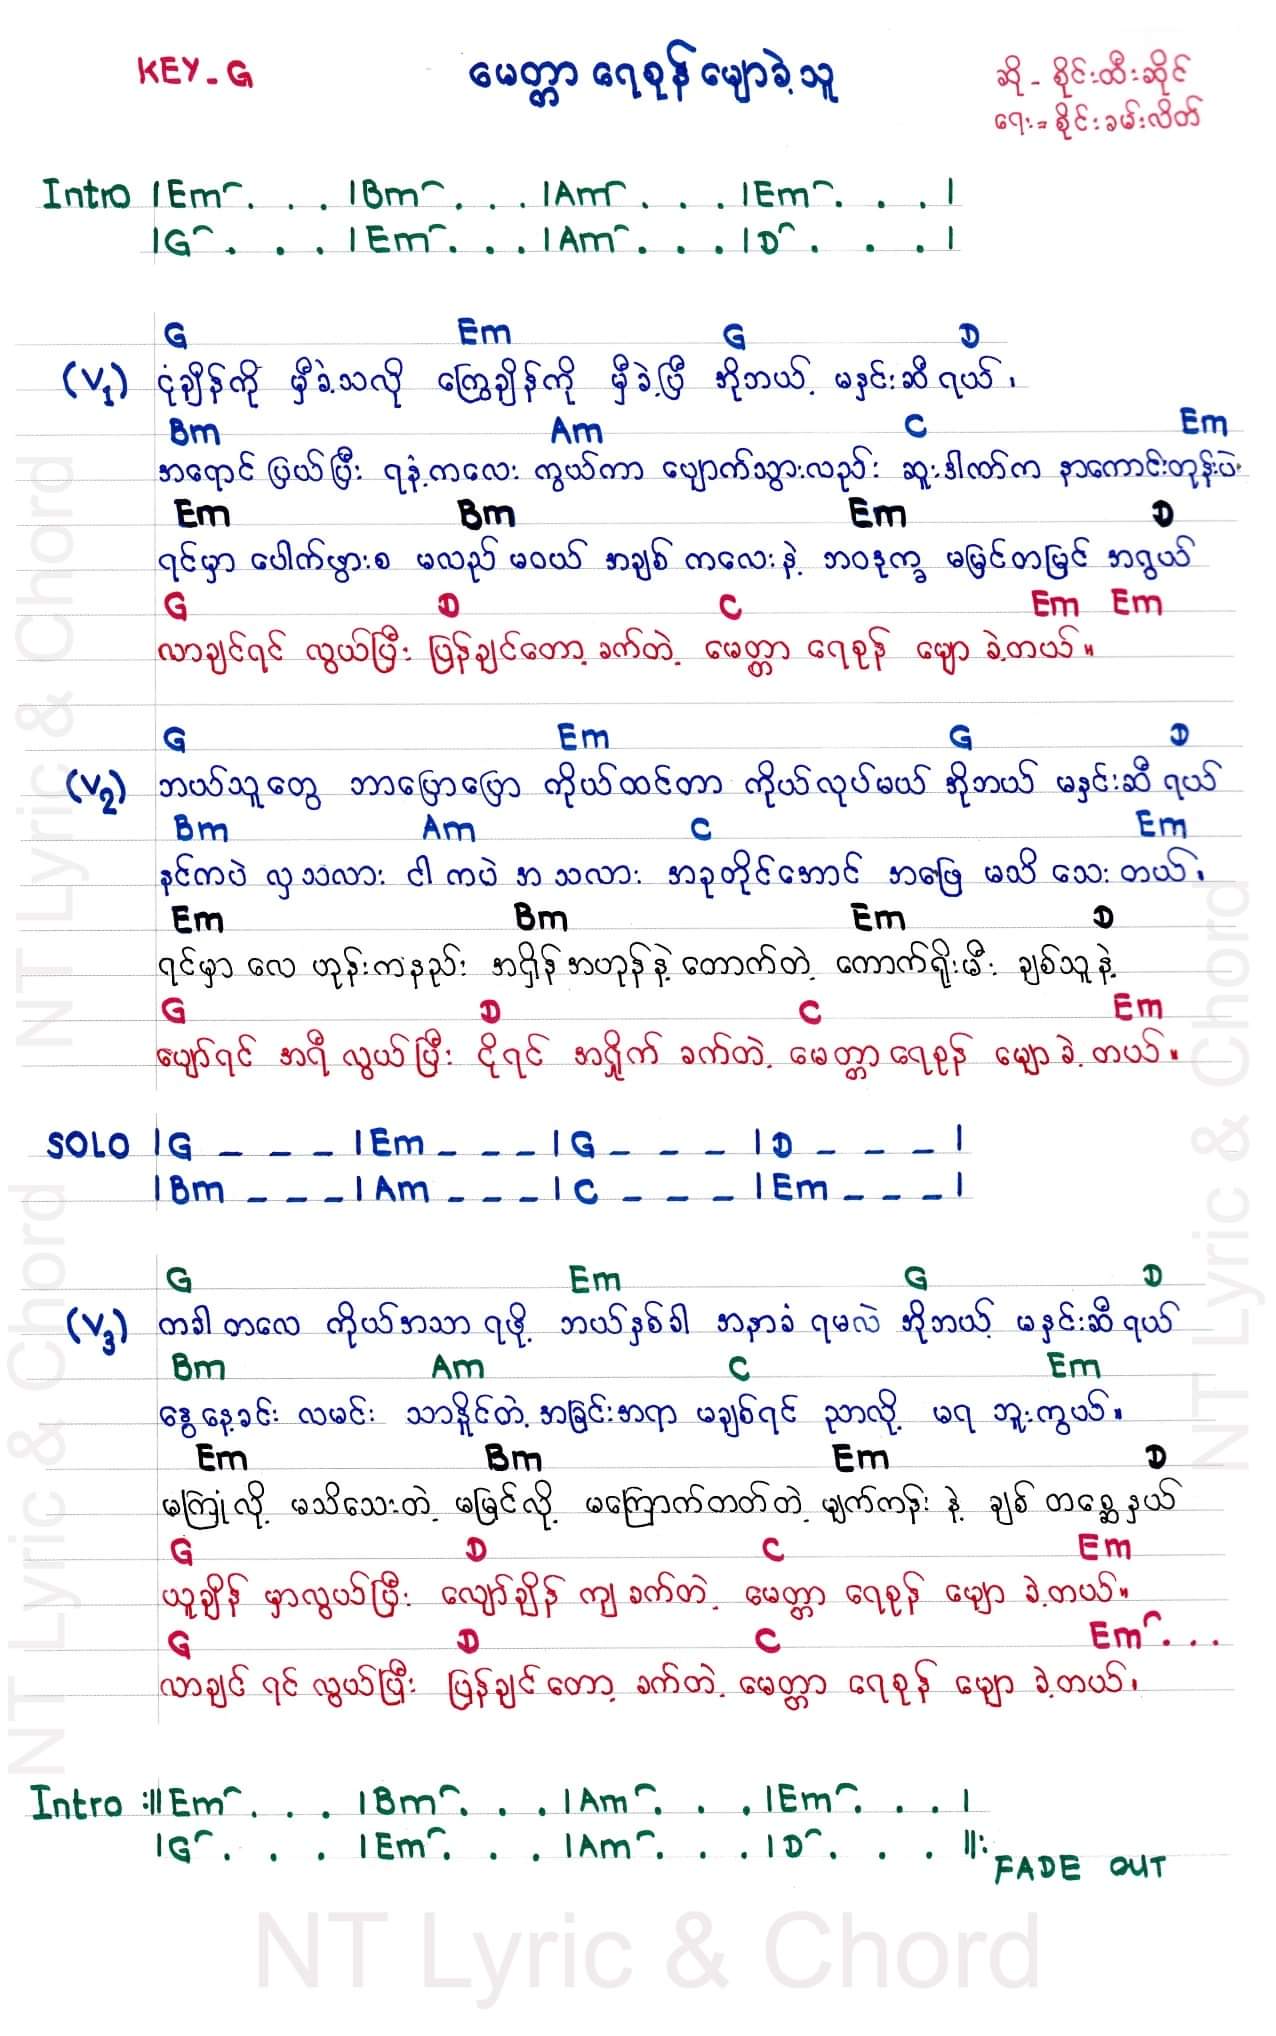 KEY-G
မေတ္တာ ရေစုန် မျှောခဲ့သူ
ဆို - စိုင်းထီးဆိုင်
ရေး = စိုင်းခမ်းလိတ်
Intro |Em . . . |Bm . . . |Am . . . |Em . . . |
|G . . . |Em . . . |Am . . . |D . . . |
G Em G D
(V1) ငုံချိန်ကို မှီခဲ့သလို ကြွေချိန်ကို မှီခဲ့ပြီ အိုဘယ့် မနှင်းဆီ ရယ်၊
Bm Am C Em
အရောင် ပြယ်ပြီး ရနံ့ကလေး ကွယ်ကာ ပျောက်သွားလည်း ဆူးဒါဏ်က နာကောင်းတုန်းပဲ
Em Bm Em D
ရင်မှာ ပေါက်ဖွားစ မလည် မဝယ် အချစ် ကလေးနဲ့ ဘဝဒုက္ခ မမြင်တမြင် အရွယ်
G D C Em Em
လာချင်ရင် လွယ်ပြီး ပြန်ချင်တော့ ခက်တဲ့ မေတ္တာ ရေစုန် မျှော ခဲ့တယ်။
G Em G D
(V2) ဘယ်သူတွေ ဘာပြောပြော ကိုယ်ထင်တာ ကိုယ်လုပ်မယ် အိုဘယ် မနှင်းဆီ ရယ်
Bm Am C Em
နင်ကပဲ လှသလား ငါ ကပဲ အ သလား အခုတိုင်အောင် အဖြေ မသိ သေး တယ်၊
Em Bm Em D
ရင်မှာ လေ ဟုန်းကနဲည်း အရှိန်အဟုန်နဲ့ တောက်တဲ့ ကောက်ရိုးမီး ချစ်သူနဲ့
G D C Em
ပျော်ရင် အရီ လွယ်ပြီး ငိုရင် အရှိုက် ခက်တဲ့ မေတ္တာ ရေစုန် မျှော ခဲ့ တယ်။
SOLO |G _ _ _ |Em _ _ _ |G _ _ _ |D _ _ _ |
|Bm _ _ _ |Am _ _ _ |C _ _ _ |Em _ _ _ |
G Em G D
(V3) တခါ တလေ ကိုယ်အသာ ရဖို့ ဘယ်နှစ်ခါ အနာခံ ရမလဲ အိုဘယ့် မနှင်းဆီ ရယ်
Bm Am C Em
နွေနေ့ခင်း လမင်း သာနိူင်တဲ့ အခြင်းအရာ မချစ်ရင် ညာလို့ မရ ဘူးကွယ်။
Em Bm Em D
မကြုံလို့ မသိသေးတဲ့ မမြင်လို့ မကြောက်တတ်တဲ့ မျက်ကန်း နဲ့ ချစ် တစ္ဆေနယ်
G D C Em
ယူချိန် မှာလွယ်ပြီး လျော်ချိန် ကျ ခက်တဲ့ မေတ္တာ ရေစုန် မျှော ခဲ့တယ်။
G D C Em . . .
လာချင် ရင် လွယ်ပြီး ပြန်ချင်တော့ ခက်တဲ့ မေတ္တာ ရေစုန် မျှော ခဲ့တယ်၊
Intro :||Em . . . |Bm . . . |Am . . . |Em . . . |
|G . . . |Em . . . |Am . . . |D . . . ||:
FADE OUT
NT Lyric & Chord
NT Lyric & Chord
NT Lyric & Chord
NT Lyric & Chord